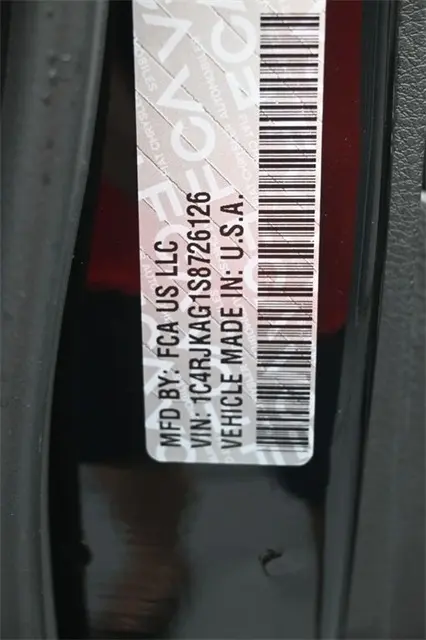 MFD BY: FCA US LLC
VIN: 1C4RJKAG1S8726126
VEHICLE MADE IN: U.S.A.